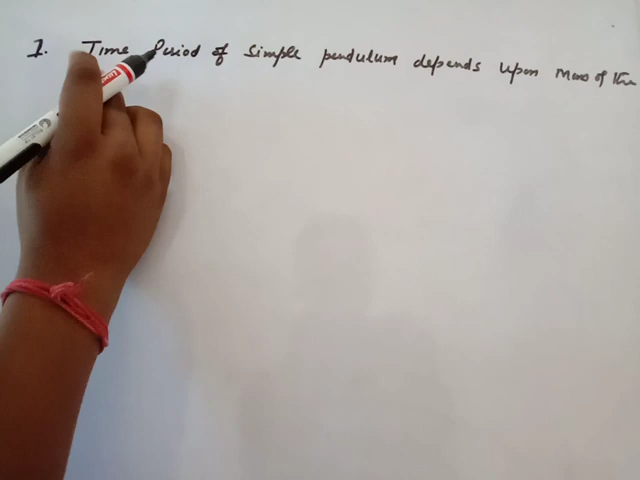 1. Time Period of simple pendulum depends upon Mass of the